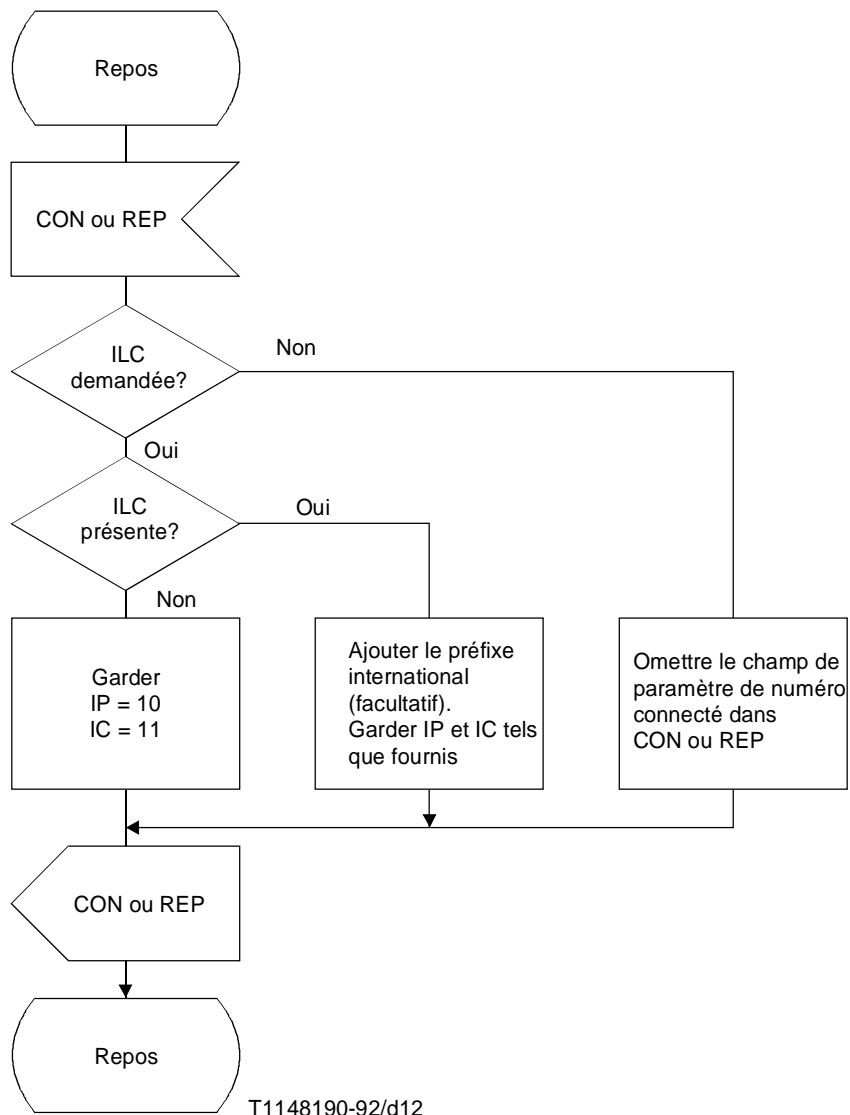 Repos
CON ou REP
ILC
demandée?
Non
Oui
ILC
présente?
Oui
Non
Garder
IP = 10
IC = 11
Ajouter le préfixe
international
(facultatif).
Garder IP et IC tels
que fournis
Omettre le champ de
paramètre de numéro
connecté dans
CON ou REP
CON ou REP
Repos
T1148190-92/d12